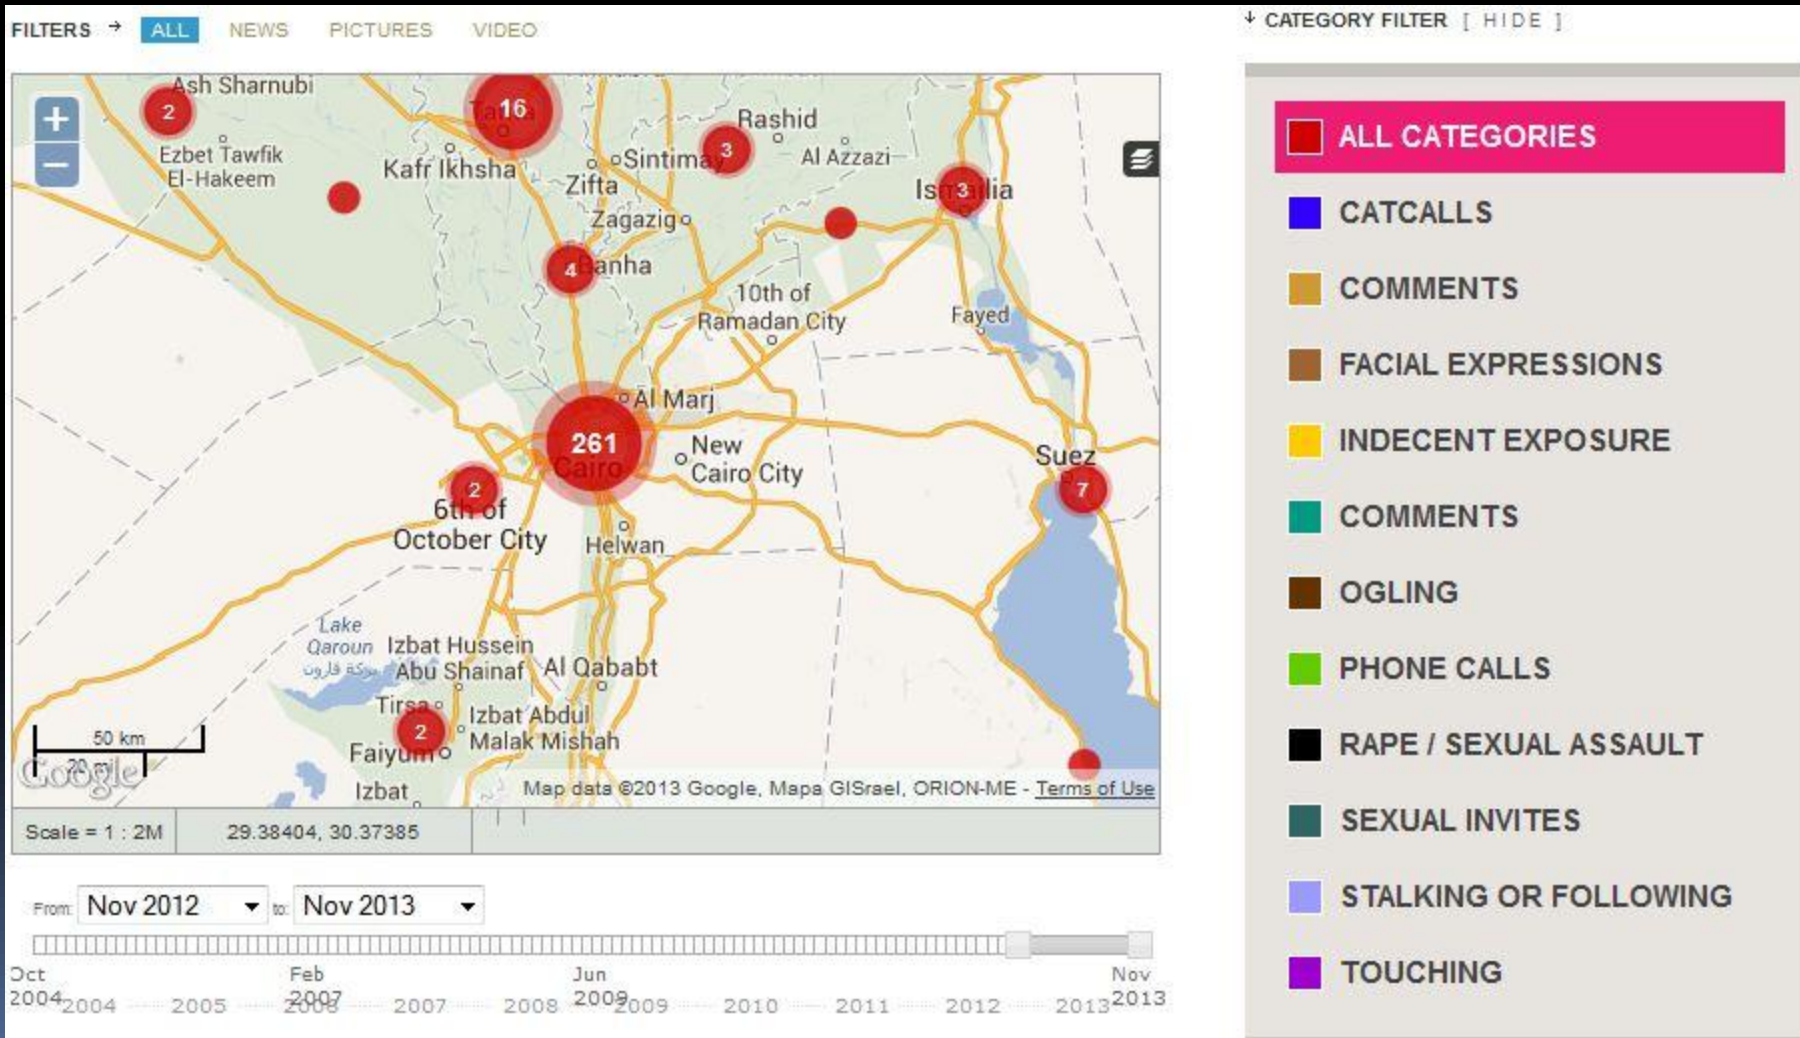 FILTERS → ALL NEWS PICTURES VIDEO
↓ CATEGORY FILTER [ HIDE ]
+
−
Ash Sharnubi
2
16
Ezbet Tawfik
El-Hakeem
Kafr Ikhsha
Sintimay
Zifta
Zagazig
3
Rashid
Al Azzazi
Ismailia
3
4
Banha
10th of
Ramadan City
Fayed
Al Marj
261
Cairo
New
Cairo City
Suez
7
2
6th of
October City
Helwan
Lake
Qaroun
بركة قارون
Izbat Hussein
Abu Shainaf
Al Qababt
Tirsa
2
Faiyum
Izbat Abdul
Malak Mishah
Izbat
50 km
20 mi
Google
Map data ©2013 Google, Mapa GISrael, ORION-ME - Terms of Use
Scale = 1 : 2M
29.38404, 30.37385
From: Nov 2012 to: Nov 2013
Oct
2004
Feb
2007
Jun
2009
Nov
2013
2004 2005 2006 2007 2008 2009 2010 2011 2012 2013
ALL CATEGORIES
CATCALLS
COMMENTS
FACIAL EXPRESSIONS
INDECENT EXPOSURE
COMMENTS
OGLING
PHONE CALLS
RAPE / SEXUAL ASSAULT
SEXUAL INVITES
STALKING OR FOLLOWING
TOUCHING